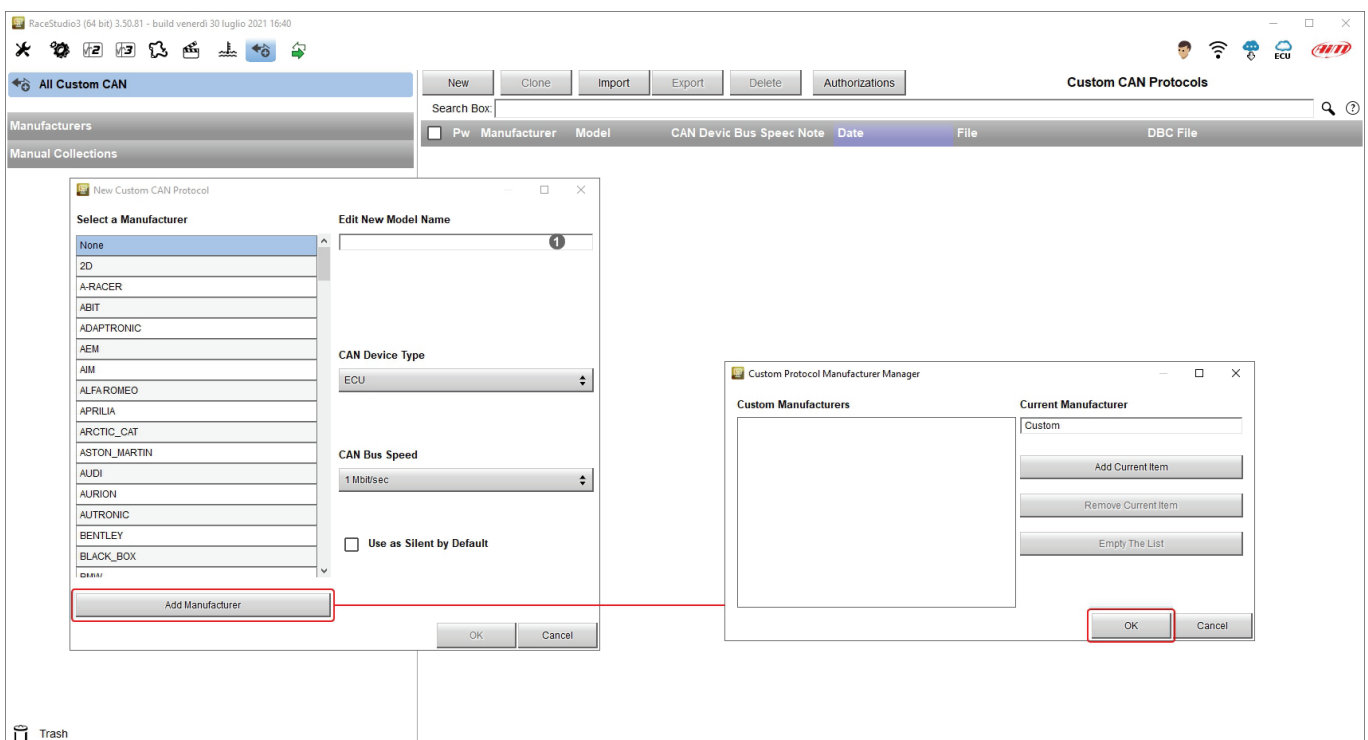 RaceStudio3 (64 bit) 3.50.81 - build venerdì 30 luglio 2021 16:40
ECU
AiM
All Custom CAN
New Clone Import Export Delete Authorizations
Custom CAN Protocols
Search Box:
Manufacturers
Pw Manufacturer Model CAN Devic Bus Speec Note Date File DBC File
Manual Collections
New Custom CAN Protocol
Select a Manufacturer
None
2D
A-RACER
ABIT
ADAPTRONIC
AEM
AIM
ALFAROMEO
APRILIA
ARCTIC_CAT
ASTON_MARTIN
AUDI
AURION
AUTRONIC
BENTLEY
BLACK_BOX
BMW
Add Manufacturer
Edit New Model Name
1
CAN Device Type
ECU
CAN Bus Speed
1 Mbit/sec
Use as Silent by Default
OK Cancel
Custom Protocol Manufacturer Manager
Custom Manufacturers
Current Manufacturer
Custom
Add Current Item
Remove Current Item
Empty The List
OK Cancel
Trash